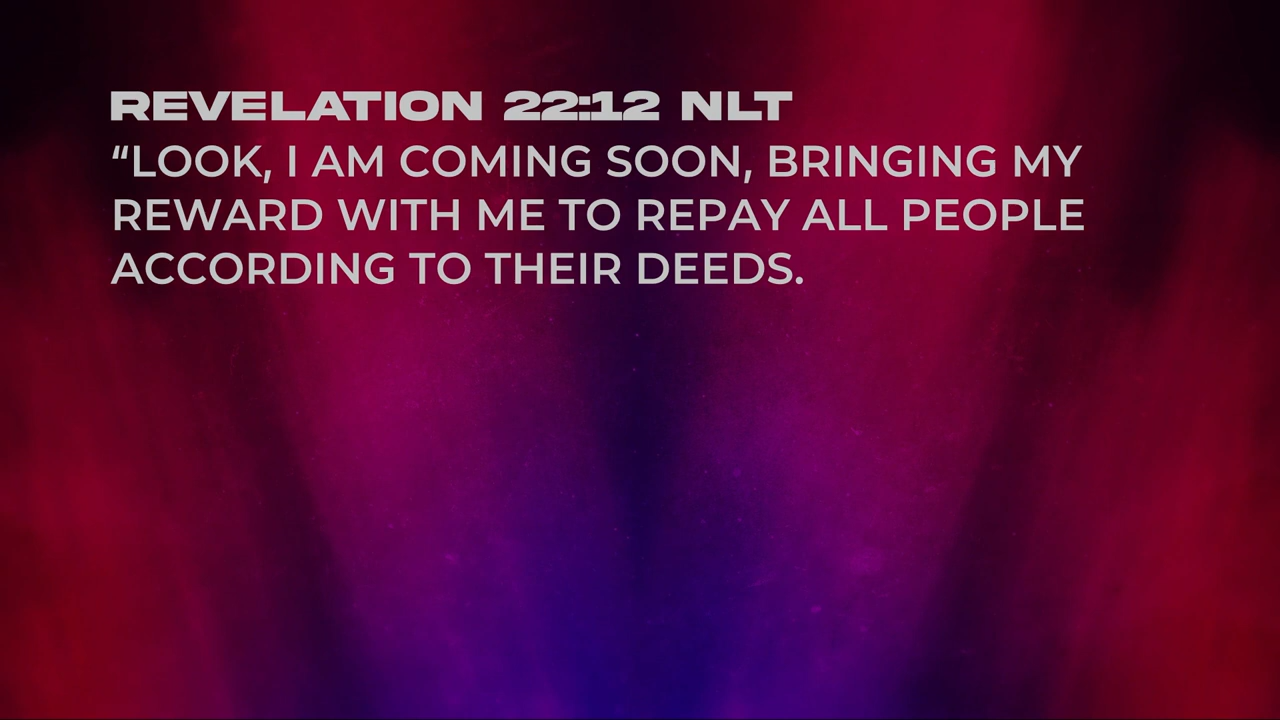 REVELATION 22:12 NLT
“LOOK, I AM COMING SOON, BRINGING MY
REWARD WITH ME TO REPAY ALL PEOPLE
ACCORDING TO THEIR DEEDS.